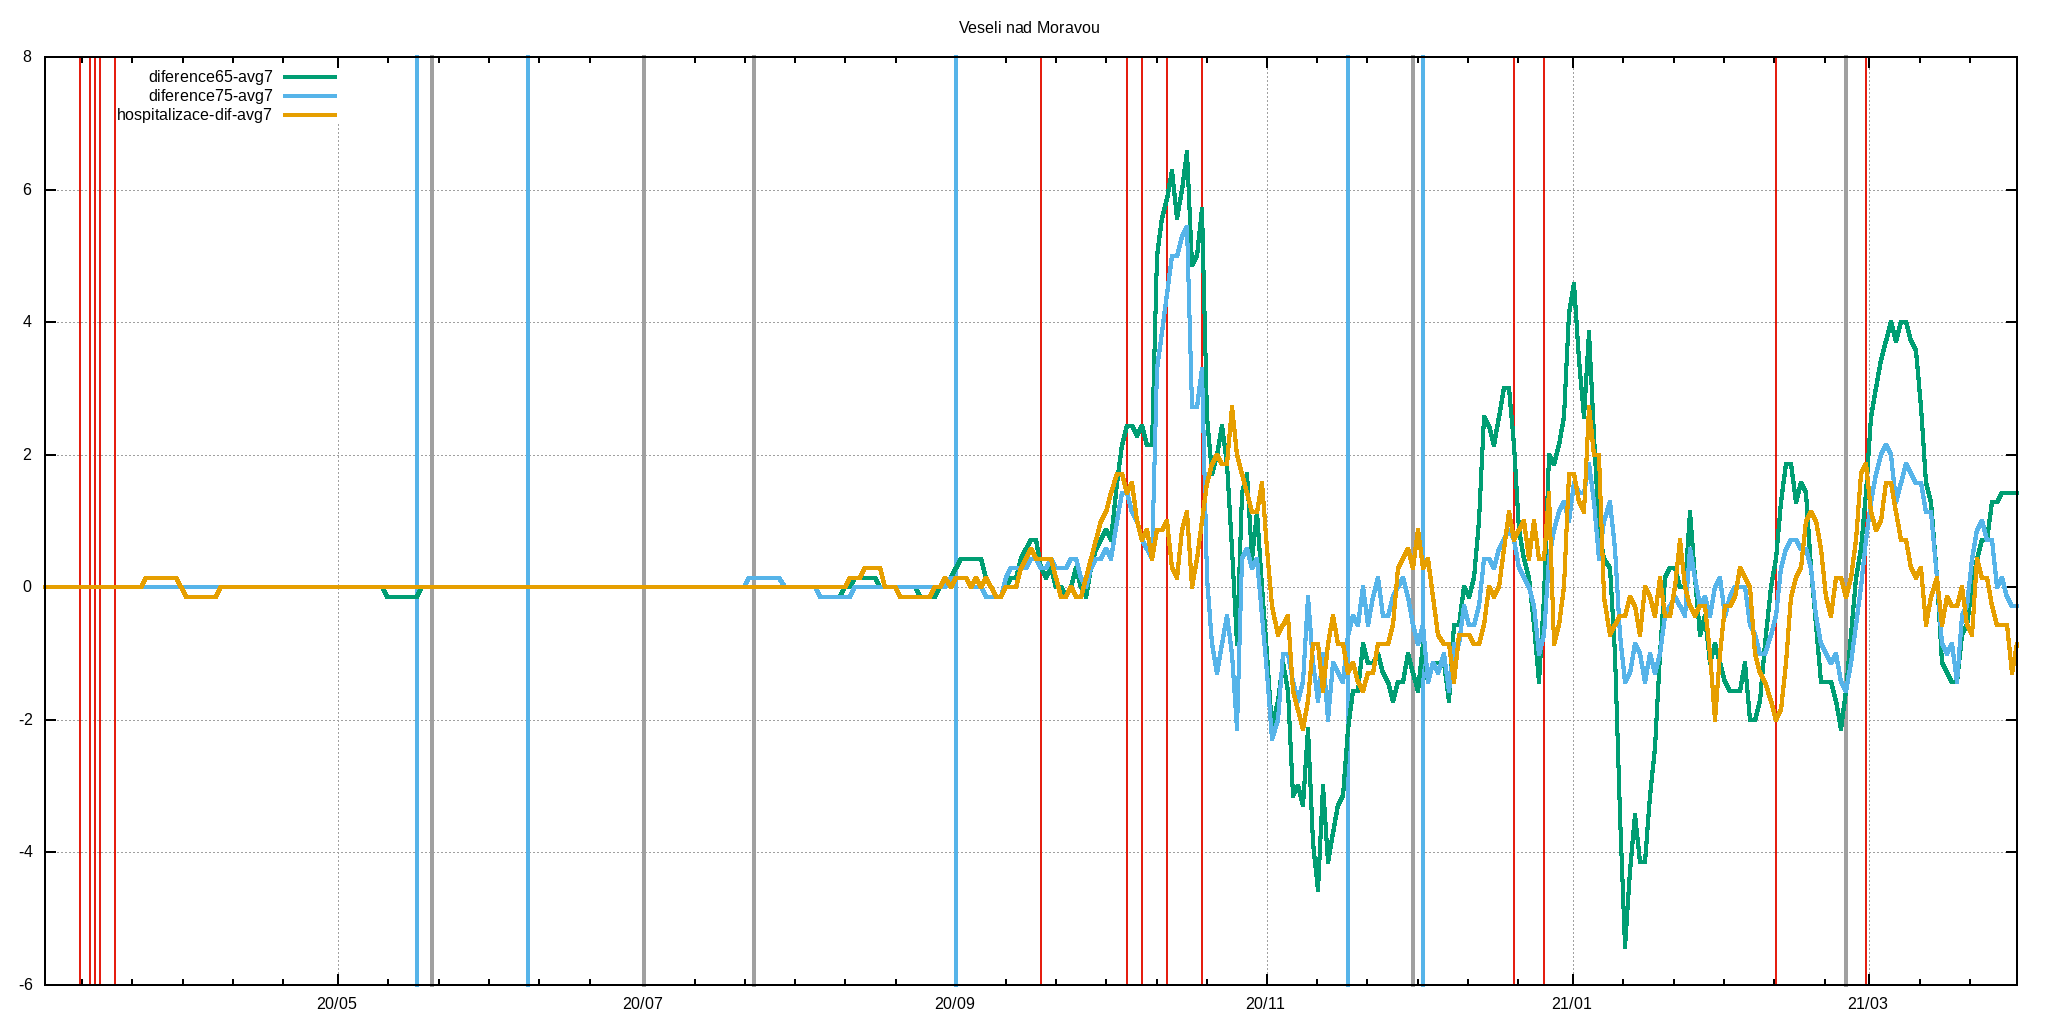 Veseli nad Moravou
8
diference65-avg7
diference75-avg7
hospitalizace-dif-avg7
6
4
2
0
-2
-4
-6
20/05 20/07 20/09 20/11 21/01 21/03